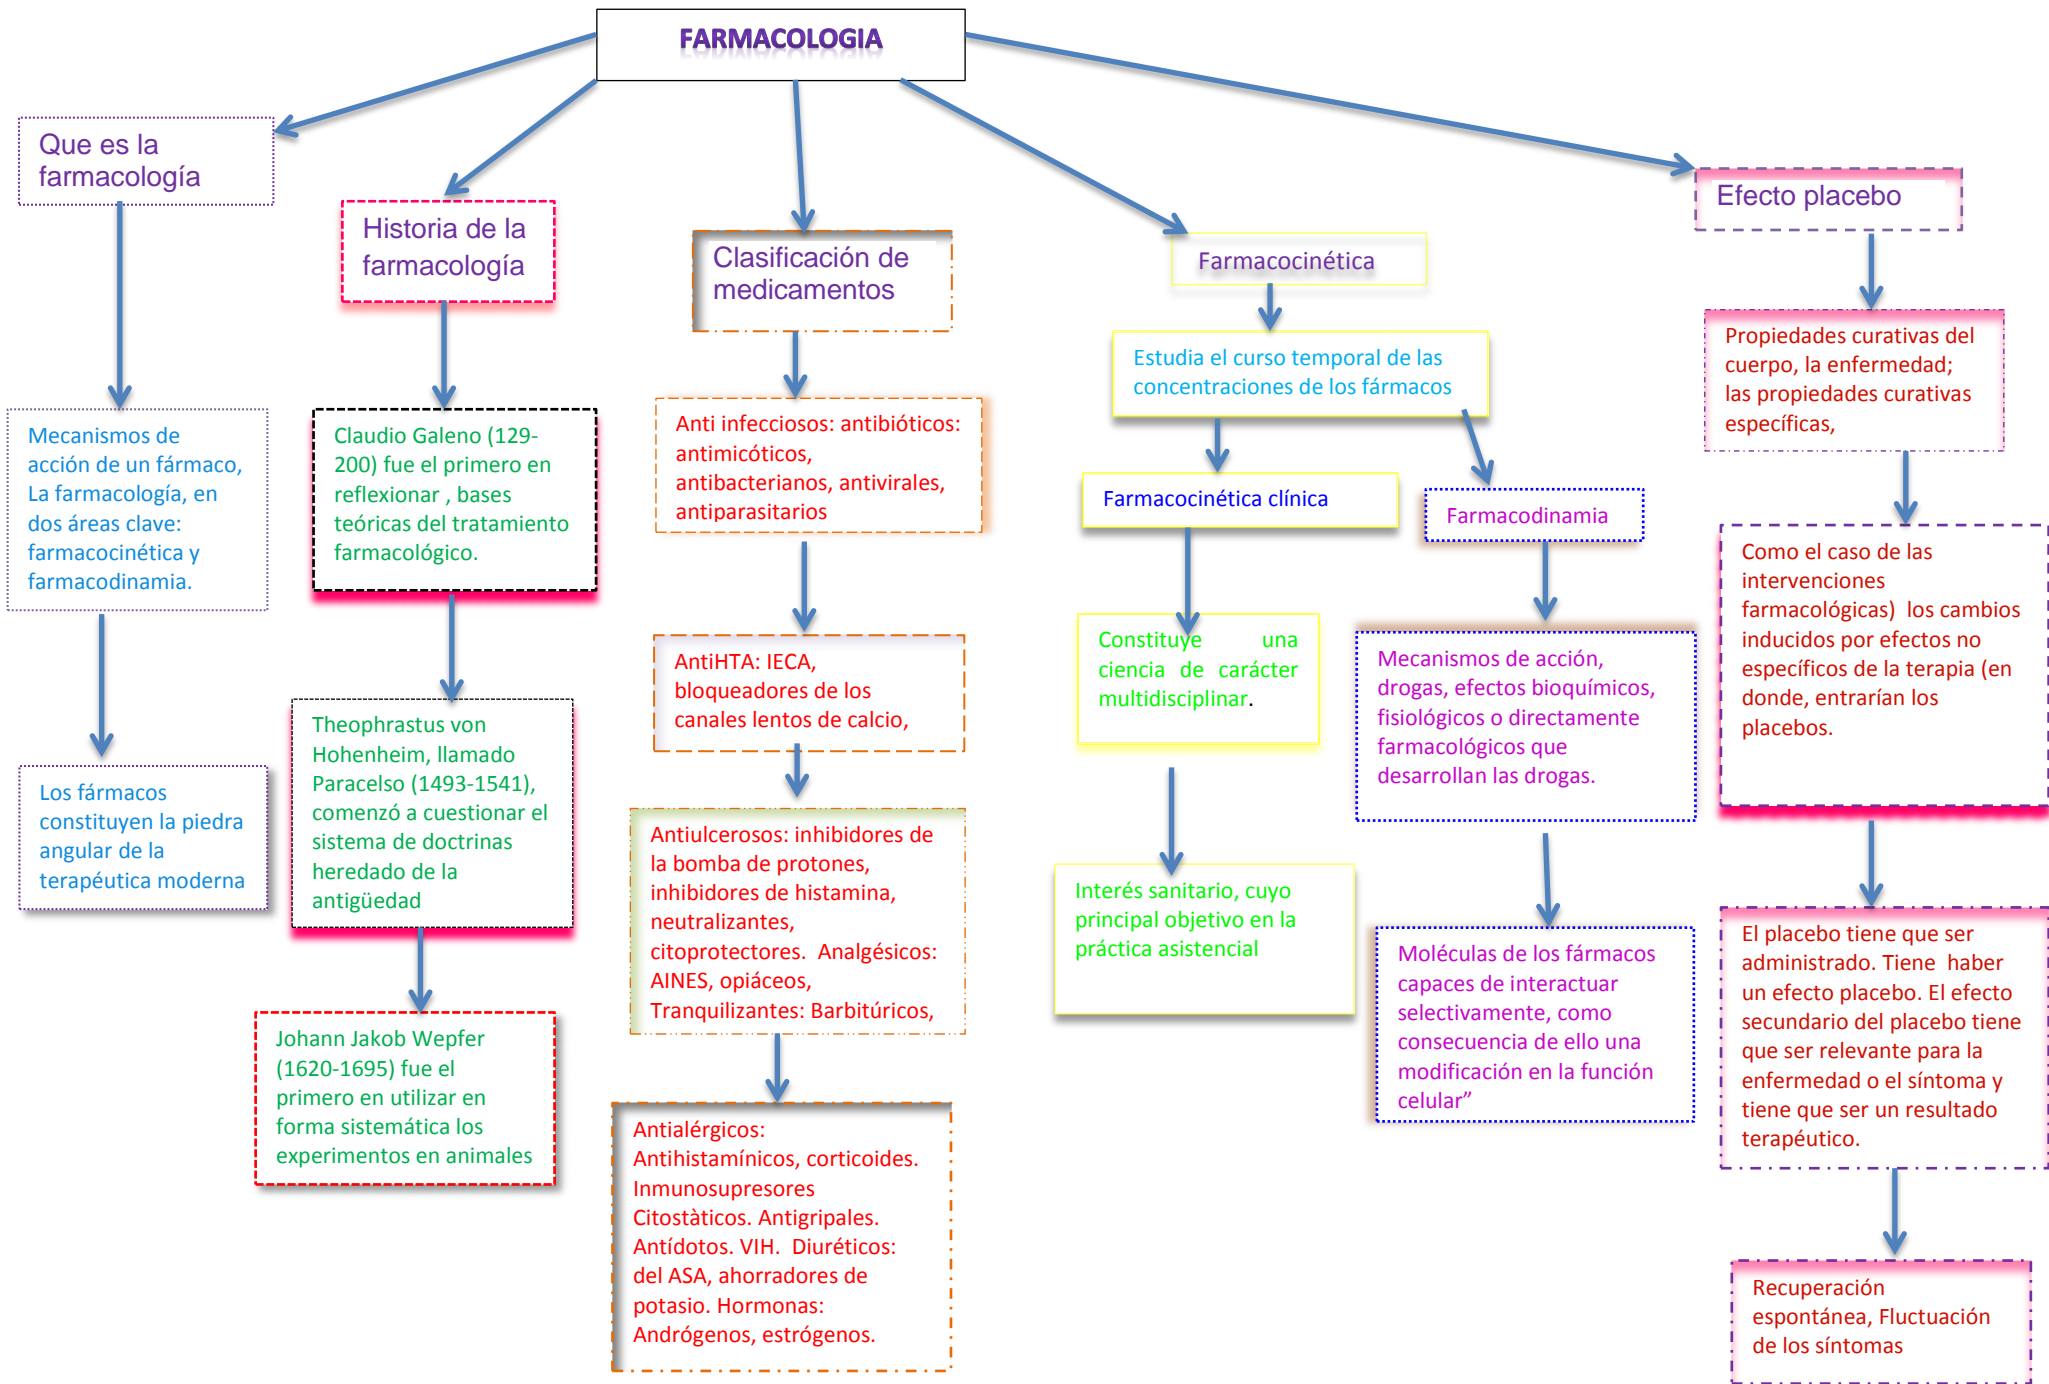 FARMACOLOGIA
Que es la
farmacología
Mecanismos de
acción de un fármaco,
La farmacología, en
dos áreas clave:
farmacocinética y
farmacodinamia.
Los fármacos
constituyen la piedra
angular de la
terapéutica moderna
Historia de la
farmacología
Claudio Galeno (129-
200) fue el primero en
reflexionar , bases
teóricas del tratamiento
farmacológico.
Theophrastus von
Hohenheim, llamado
Paracelso (1493-1541),
comenzó a cuestionar el
sistema de doctrinas
heredado de la
antigüedad
Johann Jakob Wepfer
(1620-1695) fue el
primero en utilizar en
forma sistemática los
experimentos en animales
Clasificación de
medicamentos
Anti infecciosos: antibióticos:
antimicóticos,
antibacterianos, antivirales,
antiparasitarios
AntiHTA: IECA,
bloqueadores de los
canales lentos de calcio,
Antiulcerosos: inhibidores de
la bomba de protones,
inhibidores de histamina,
neutralizantes,
citoprotectores. Analgésicos:
AINES, opiáceos,
Tranquilizantes: Barbitúricos,
Antialérgicos:
Antihistamínicos, corticoides.
Inmunosupresores
Citostàticos. Antigripales.
Antídotos. VIH. Diuréticos:
del ASA, ahorradores de
potasio. Hormonas:
Andrógenos, estrógenos.
Farmacocinética
Estudia el curso temporal de las
concentraciones de los fármacos
Farmacocinética clínica
Constituye una
ciencia de carácter
multidisciplinar.
Interés sanitario, cuyo
principal objetivo en la
práctica asistencial
Farmacodinamia
Mecanismos de acción,
drogas, efectos bioquímicos,
fisiológicos o directamente
farmacológicos que
desarrollan las drogas.
Moléculas de los fármacos
capaces de interactuar
selectivamente, como
consecuencia de ello una
modificación en la función
celular”
Efecto placebo
Propiedades curativas del
cuerpo, la enfermedad;
las propiedades curativas
específicas,
Como el caso de las
intervenciones
farmacológicas) los cambios
inducidos por efectos no
específicos de la terapia (en
donde, entrarían los
placebos.
El placebo tiene que ser
administrado. Tiene haber
un efecto placebo. El efecto
secundario del placebo tiene
que ser relevante para la
enfermedad o el síntoma y
tiene que ser un resultado
terapéutico.
Recuperación
espontánea, Fluctuación
de los síntomas